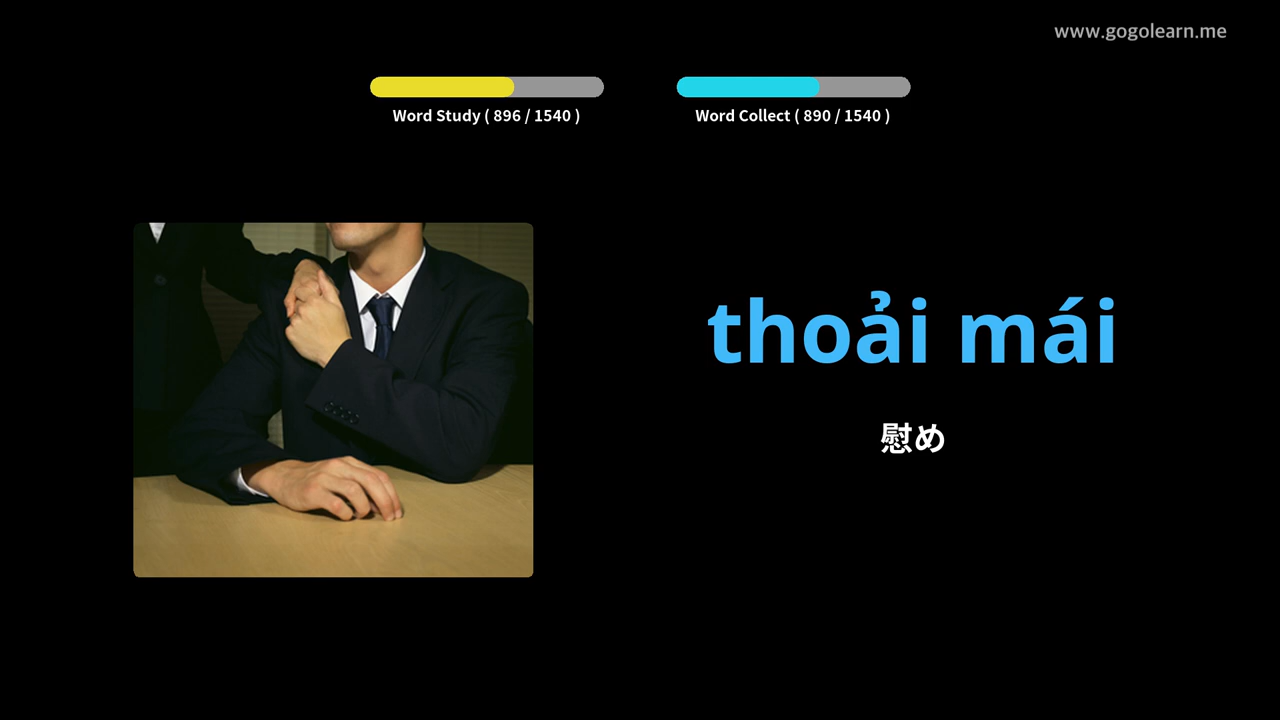 www.gogolearn.me
Word Study ( 896 / 1540 )
Word Collect ( 890 / 1540 )
thoải mái
慰め